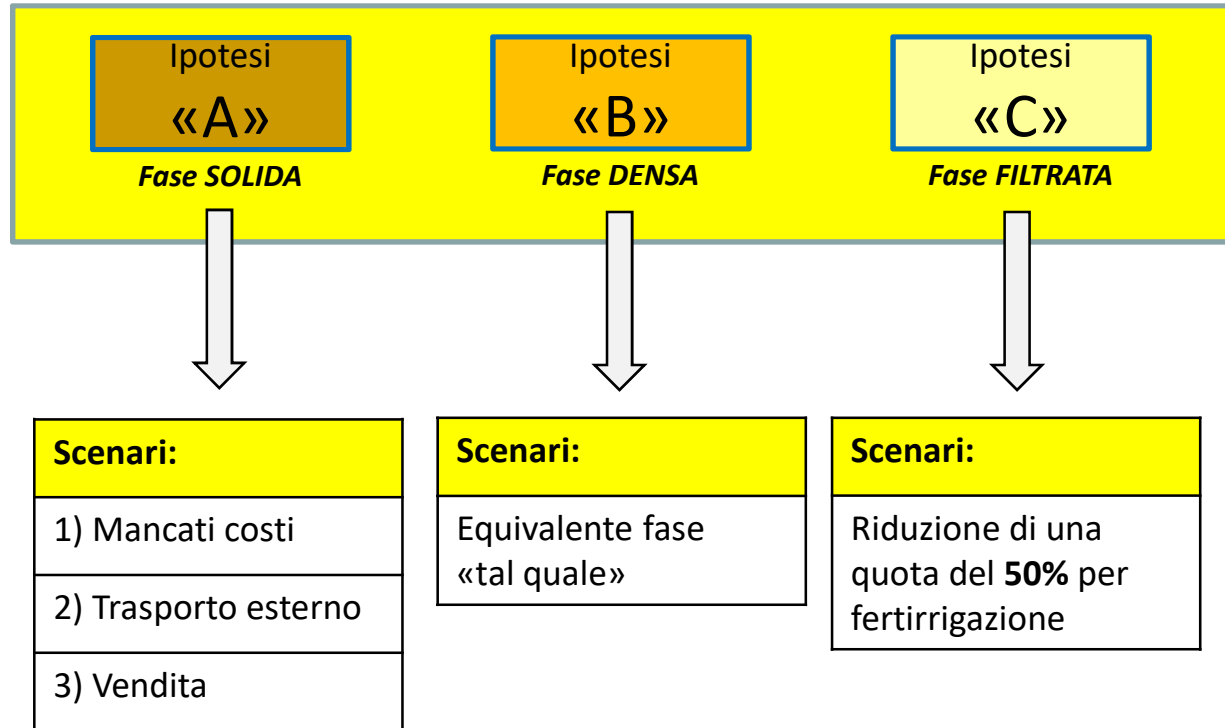 Ipotesi
«A»
Fase SOLIDA
Ipotesi
«B»
Fase DENSA
Ipotesi
«C»
Fase FILTRATA
Scenari:
1) Mancati costi
2) Trasporto esterno
3) Vendita
Scenari:
Equivalente fase
«tal quale»
Scenari:
Riduzione di una
quota del 50% per
fertirrigazione